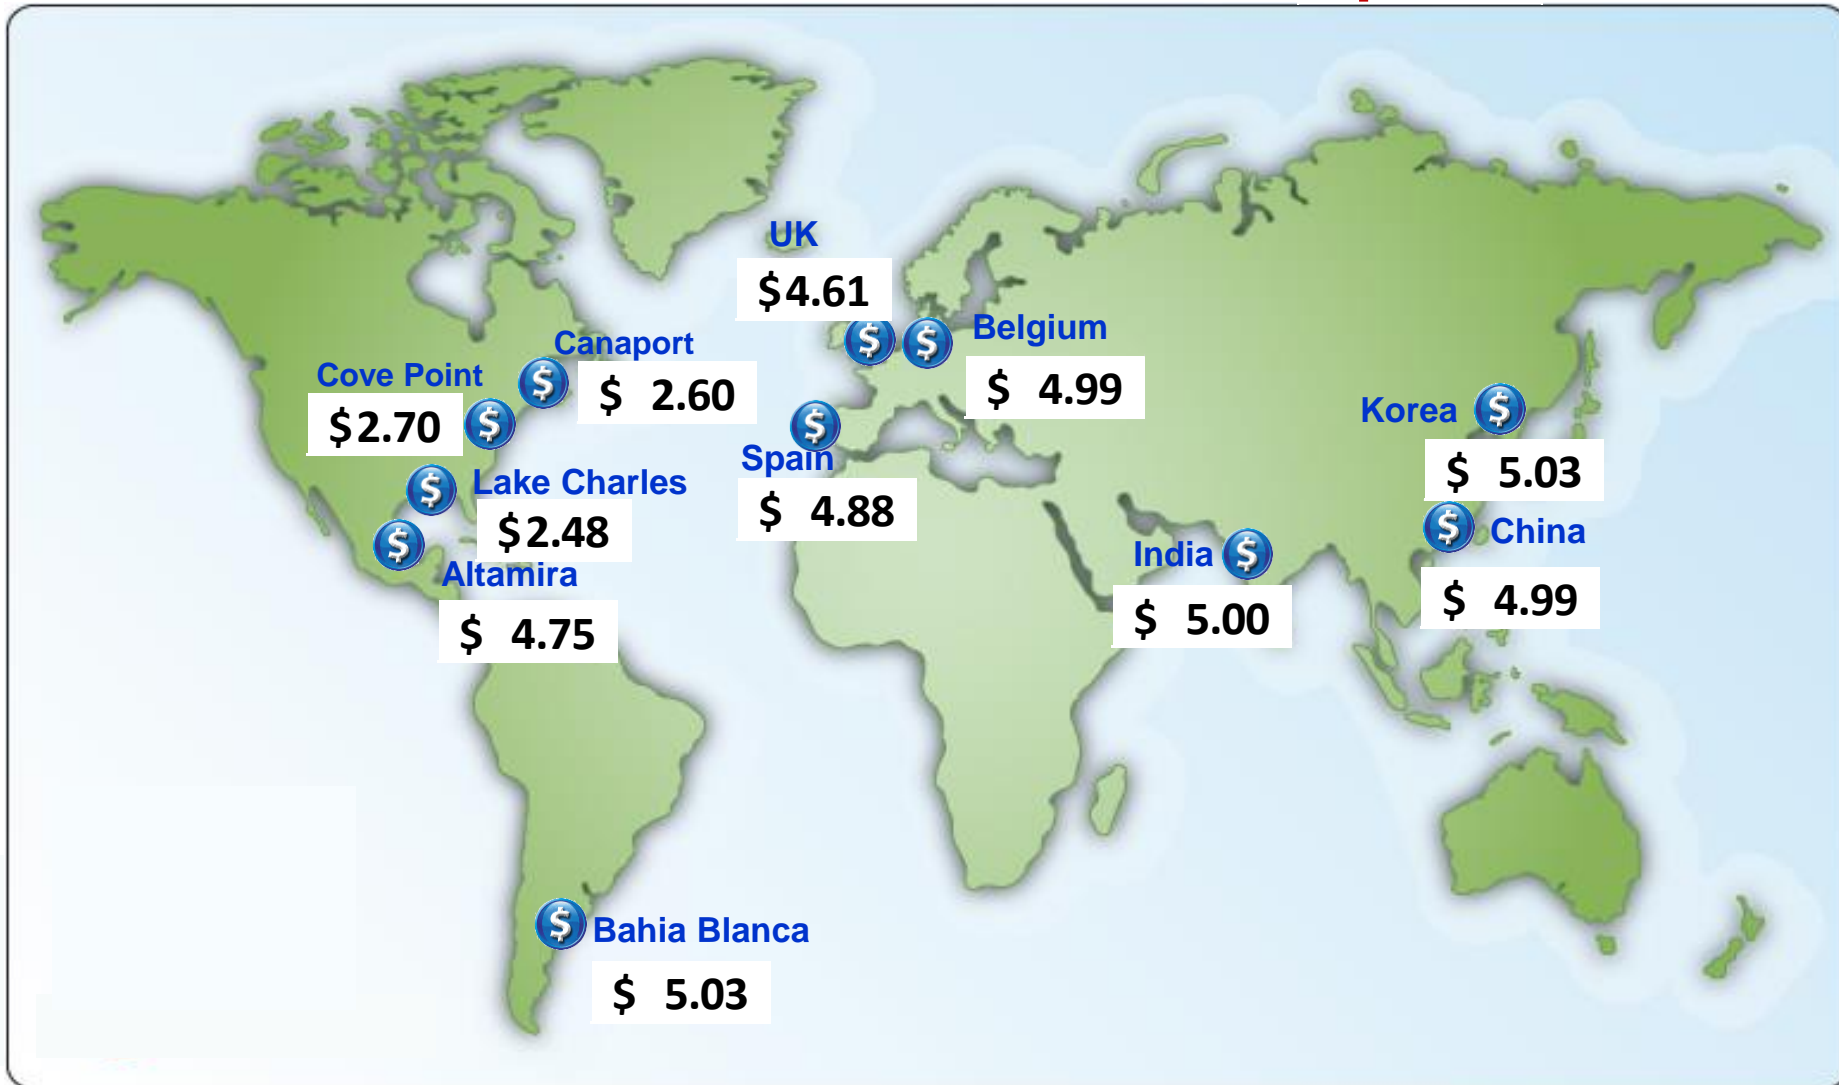 UK
$4.61
Canaport
$ 2.60
Cove Point
$2.70
Belgium
$ 4.99
Korea
$ 5.03
Spain
$ 4.88
Lake Charles
$2.48
China
$ 4.99
India
$ 5.00
Altamira
$ 4.75
Bahia Blanca
$ 5.03